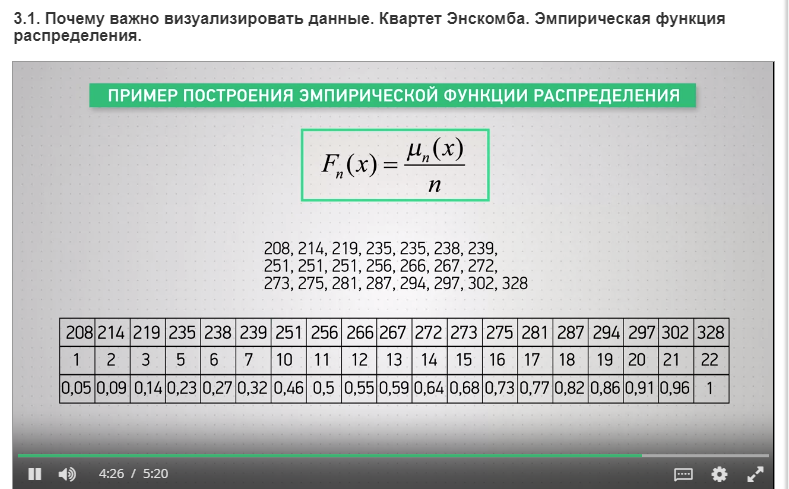 3.1. Почему важно визуализировать данные. Квартет Энскомба. Эмпирическая функция
распределения.
ПРИМЕР ПОСТРОЕНИЯ ЭМПИРИЧЕСКОЙ ФУНКЦИИ РАСПРЕДЕЛЕНИЯ
Fₙ(x) = μₙ(x) / n
208, 214, 219, 235, 235, 238, 239,
251, 251, 251, 256, 266, 267, 272,
273, 275, 281, 287, 294, 297, 302, 328
208 214 219 235 238 239 251 256 266 267 272 273 275 281 287 294 297 302 328
1 2 3 5 6 7 10 11 12 13 14 15 16 17 18 19 20 21 22
0,05 0,09 0,14 0,23 0,27 0,32 0,46 0,5 0,55 0,59 0,64 0,68 0,73 0,77 0,82 0,86 0,91 0,96 1
4:26 / 5:20